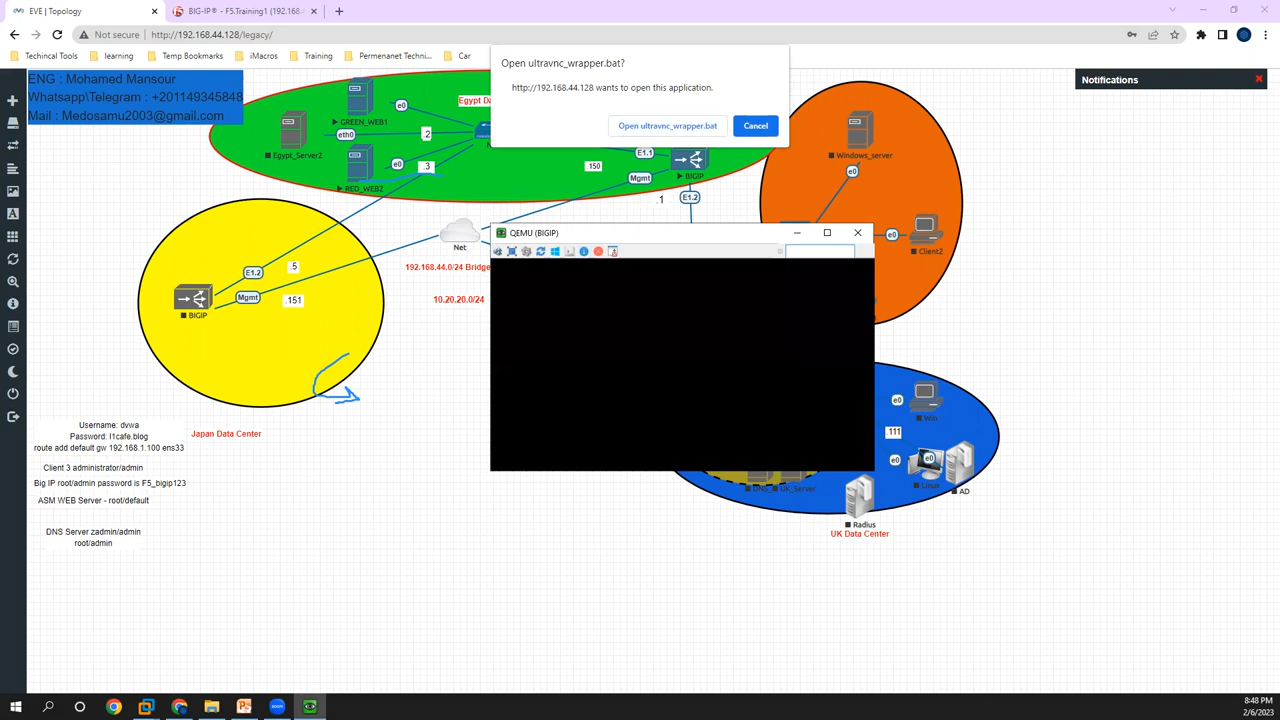 EVE | Topology
BIG-IP® - F5.Training1 (192.168.4
Not secure
http://192.168.44.128/legacy/
Techincal Tools
learning
Temp Bookmarks
iMacros
Training
Permenanet Techni...
Car
Open ultravnc_wrapper.bat?
http://192.168.44.128 wants to open this application.
Open ultravnc_wrapper.bat
Cancel
Notifications
ENG : Mohamed Mansour
Whatsapp\Telegram : +201149345848
Mail : Medosamu2003@gmail.com
Egypt Da
e0
GREEN_WEB1
eth0
.2
Egypt_Server2
e0
.3
RED_WEB2
N
E1.1
150
Mgmt
BIGIP
.1
E1.2
Windows_server
e0
e0
Client2
Net
192.168.44.0/24 Bridge
10.20.20.0/24
QEMU (BIGIP)
E1.2
.5
Mgmt
.151
BIGIP
Japan Data Center
Username: dvwa
Password: l1cafe.blog
route add default gw 192.168.1.100 ens33
Client 3 administrator/admin
Big IP root/admin password is F5_bigip123
ASM WEB Server - root/default
DNS Server zadmin/admin
root/admin
e0
Win
111
e0
e0
Linux
AD
DNS_
UK_Server
Radius
UK Data Center
8:48 PM
2/6/2023